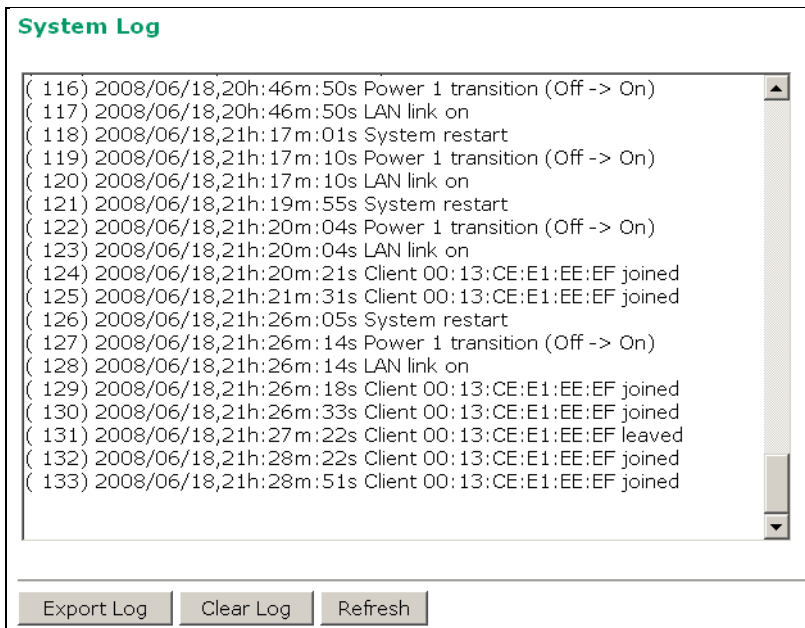 System Log
( 116) 2008/06/18,20h:46m:50s Power 1 transition (Off -> On)
( 117) 2008/06/18,20h:46m:50s LAN link on
( 118) 2008/06/18,21h:17m:01s System restart
( 119) 2008/06/18,21h:17m:10s Power 1 transition (Off -> On)
( 120) 2008/06/18,21h:17m:10s LAN link on
( 121) 2008/06/18,21h:19m:55s System restart
( 122) 2008/06/18,21h:20m:04s Power 1 transition (Off -> On)
( 123) 2008/06/18,21h:20m:04s LAN link on
( 124) 2008/06/18,21h:20m:21s Client 00:13:CE:E1:EE:EF joined
( 125) 2008/06/18,21h:21m:31s Client 00:13:CE:E1:EE:EF joined
( 126) 2008/06/18,21h:26m:05s System restart
( 127) 2008/06/18,21h:26m:14s Power 1 transition (Off -> On)
( 128) 2008/06/18,21h:26m:14s LAN link on
( 129) 2008/06/18,21h:26m:18s Client 00:13:CE:E1:EE:EF joined
( 130) 2008/06/18,21h:26m:33s Client 00:13:CE:E1:EE:EF joined
( 131) 2008/06/18,21h:27m:22s Client 00:13:CE:E1:EE:EF leaved
( 132) 2008/06/18,21h:28m:22s Client 00:13:CE:E1:EE:EF joined
( 133) 2008/06/18,21h:28m:51s Client 00:13:CE:E1:EE:EF joined
Export Log Clear Log Refresh